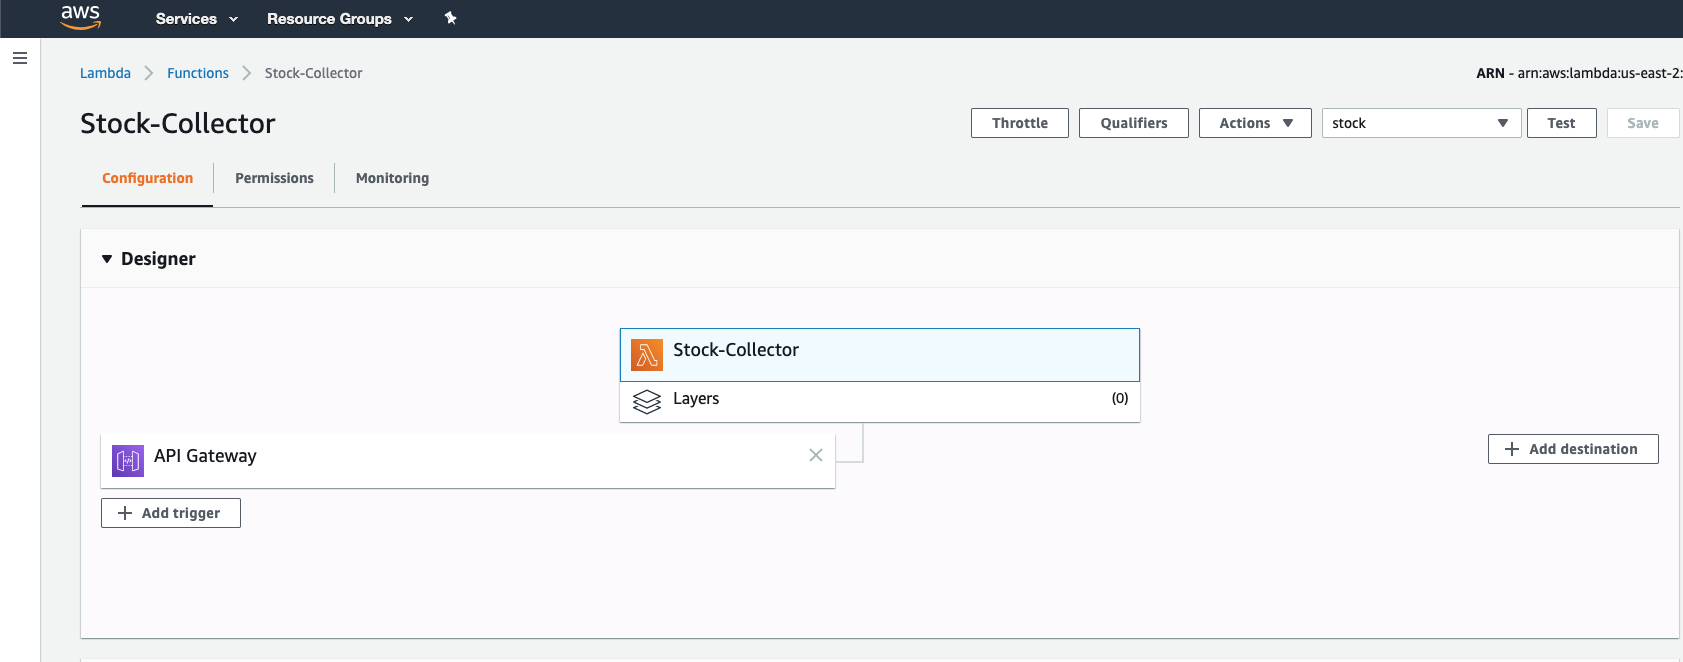 aws Services Resource Groups
Lambda Functions Stock-Collector
ARN - arn:aws:lambda:us-east-2:
Stock-Collector
Throttle Qualifiers Actions stock Test Save
Configuration Permissions Monitoring
Designer
Stock-Collector
Layers (0)
API Gateway
Add destination
Add trigger